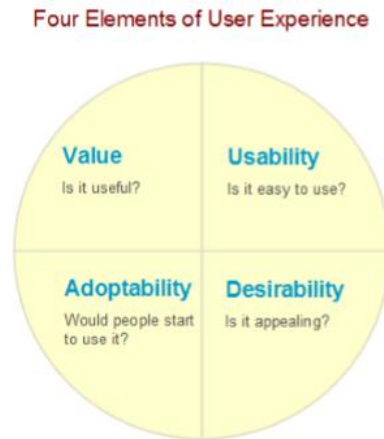 Four Elements of User Experience
Value
Is it useful?
Usability
Is it easy to use?
Adoptability
Would people start
to use it?
Desirability
Is it appealing?